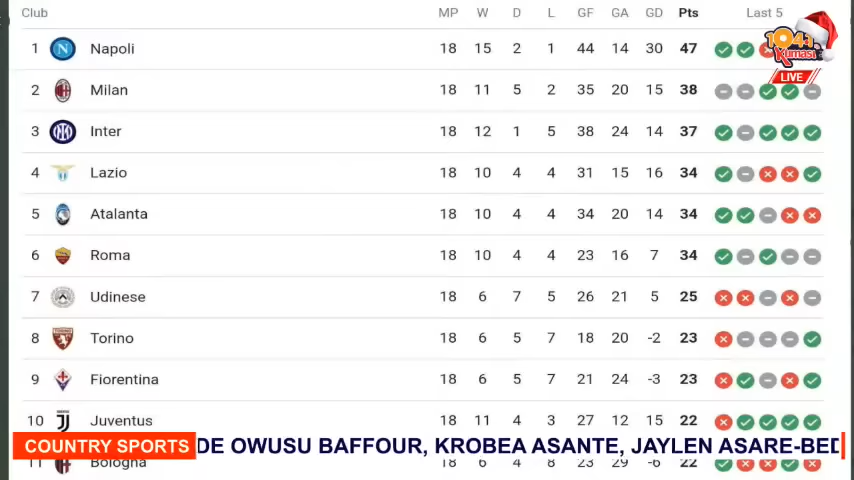 Club MP W D L GF GA GD Pts Last 5
1 Napoli 18 15 2 1 44 14 30 47
104.1
Kumasi
LIVE
2 Milan 18 11 5 2 35 20 15 38
3 Inter 18 12 1 5 38 24 14 37
4 Lazio 18 10 4 4 31 15 16 34
5 Atalanta 18 10 4 4 34 20 14 34
6 Roma 18 10 4 4 23 16 7 34
7 Udinese 18 6 7 5 26 21 5 25
8 Torino 18 6 5 7 18 20 -2 23
9 Fiorentina 18 6 5 7 21 24 -3 23
10 Juventus 18 11 4 3 27 12 15 22
COUNTRY SPORTS DE OWUSU BAFFOUR, KROBEA ASANTE, JAYLEN ASARE-BED
11 Bologna 18 6 4 8 23 29 -6 22